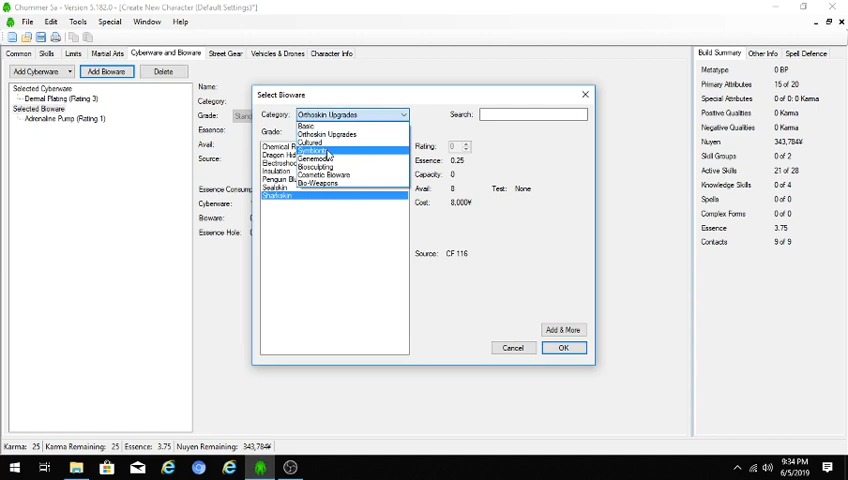 Chummer 5a - Version 5.182.0 - [Create New Character (Default Settings)*]
File Edit Tools Special Window Help
Common Skills Limits Martial Arts Cyberware and Bioware Street Gear Vehicles & Drones Character Info
Build Summary Other Info Spell Defence
Add Cyberware Add Bioware Delete
Selected Cyberware
Dermal Plating (Rating 3)
Selected Bioware
Adrenaline Pump (Rating 1)
Name:
Category:
Grade: Stand
Essence:
Avail:
Source:
Essence Consum
Cyberware:
Bioware: 0
Essence Hole: 0
Select Bioware
Category: Orthoskin Upgrades
Search:
Grade:
Basic
Orthoskin Upgrades
Cultured
Symbionts
Genemods
Biosculpting
Cosmetic Bioware
Bio-Weapons
Chemical R
Dragon Hid
Electroshoc
Insulation
Penguin Bl
Sealskin
Sharkskin
Rating: 0
Essence: 0.25
Capacity: 0
Avail: 8 Test: None
Cost: 8,000¥
Source: CF 116
Add & More
Cancel OK
Metatype 0 BP
Primary Attributes 15 of 20
Special Attributes 0 of 0: 0 Karma
Positive Qualities 0 Karma
Negative Qualities 0 Karma
Nuyen 343,784¥
Skill Groups 0 of 2
Active Skills 21 of 28
Knowledge Skills 4 of 4
Spells 0 of 0
Complex Forms 0 of 0
Essence 3.75
Contacts 9 of 9
Karma: 25 Karma Remaining: 25 Essence: 3.75 Nuyen Remaining: 343,784¥
9:34 PM
6/5/2019